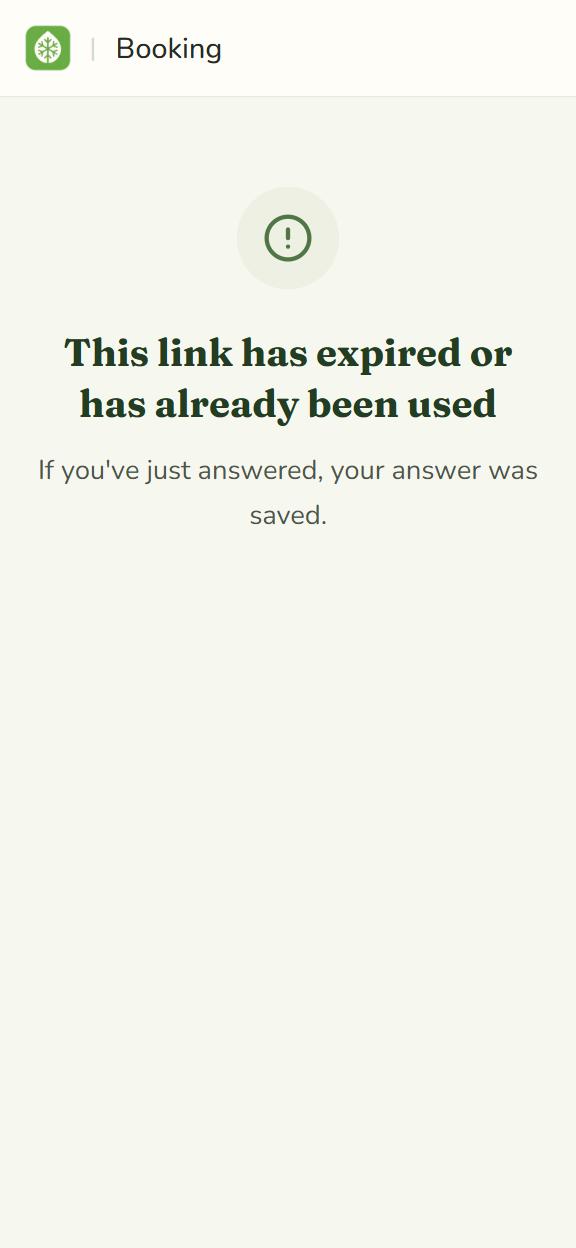 Booking
This link has expired or
has already been used
If you've just answered, your answer was
saved.